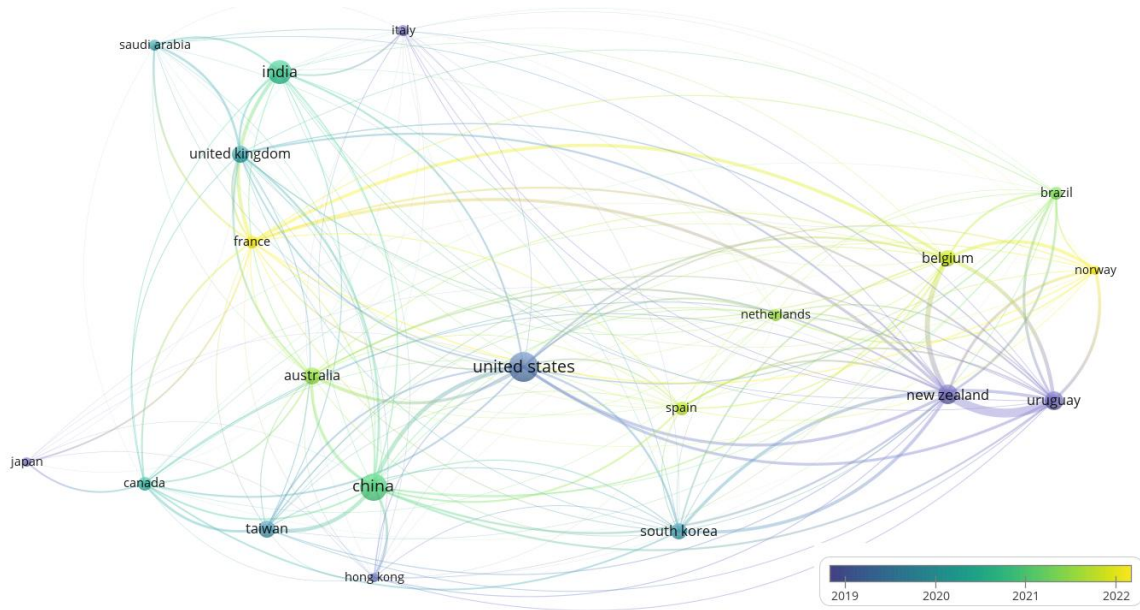 italy
saudi arabia
india
united kingdom
brazil
france
belgium
norway
netherlands
united states
australia
new zealand
uruguay
spain
japan
canada
china
taiwan
south korea
hong kong
2019 2020 2021 2022